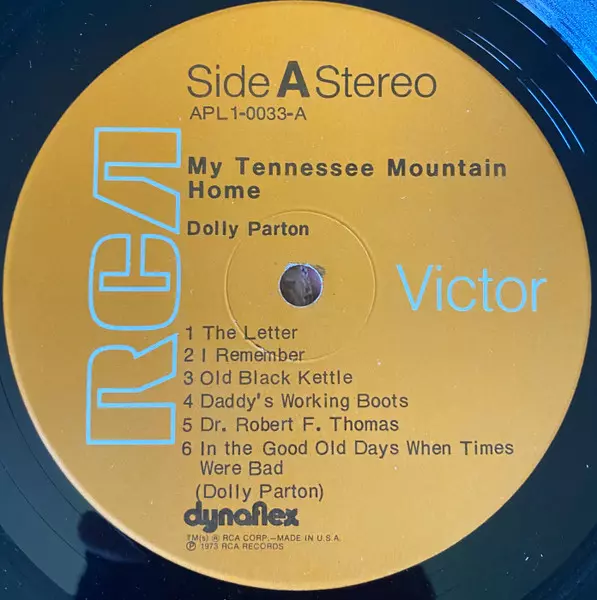 Side A Stereo
APL1-0033-A
My Tennessee Mountain
Home
Dolly Parton
RCA
Victor
1 The Letter
2 I Remember
3 Old Black Kettle
4 Daddy's Working Boots
5 Dr. Robert F. Thomas
6 In the Good Old Days When Times
Were Bad
(Dolly Parton)
dynaflex
TM(s) ® RCA CORP.—MADE IN U.S.A.
℗ 1973 RCA RECORDS